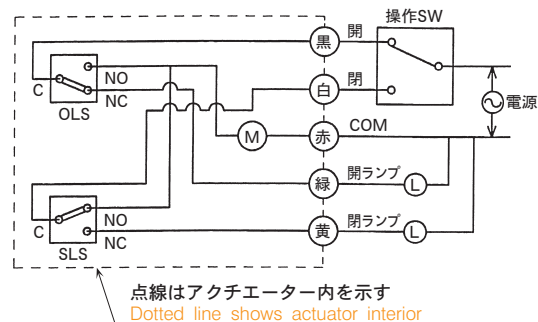 操作SW
黒 開
NO
C
NC
OLS
白 閉
電源
M
赤 COM
緑 開ランプ
L
NO
C
NC
SLS
黄 閉ランプ
L
点線はアクチエーター内を示す
Dotted line shows actuator interior